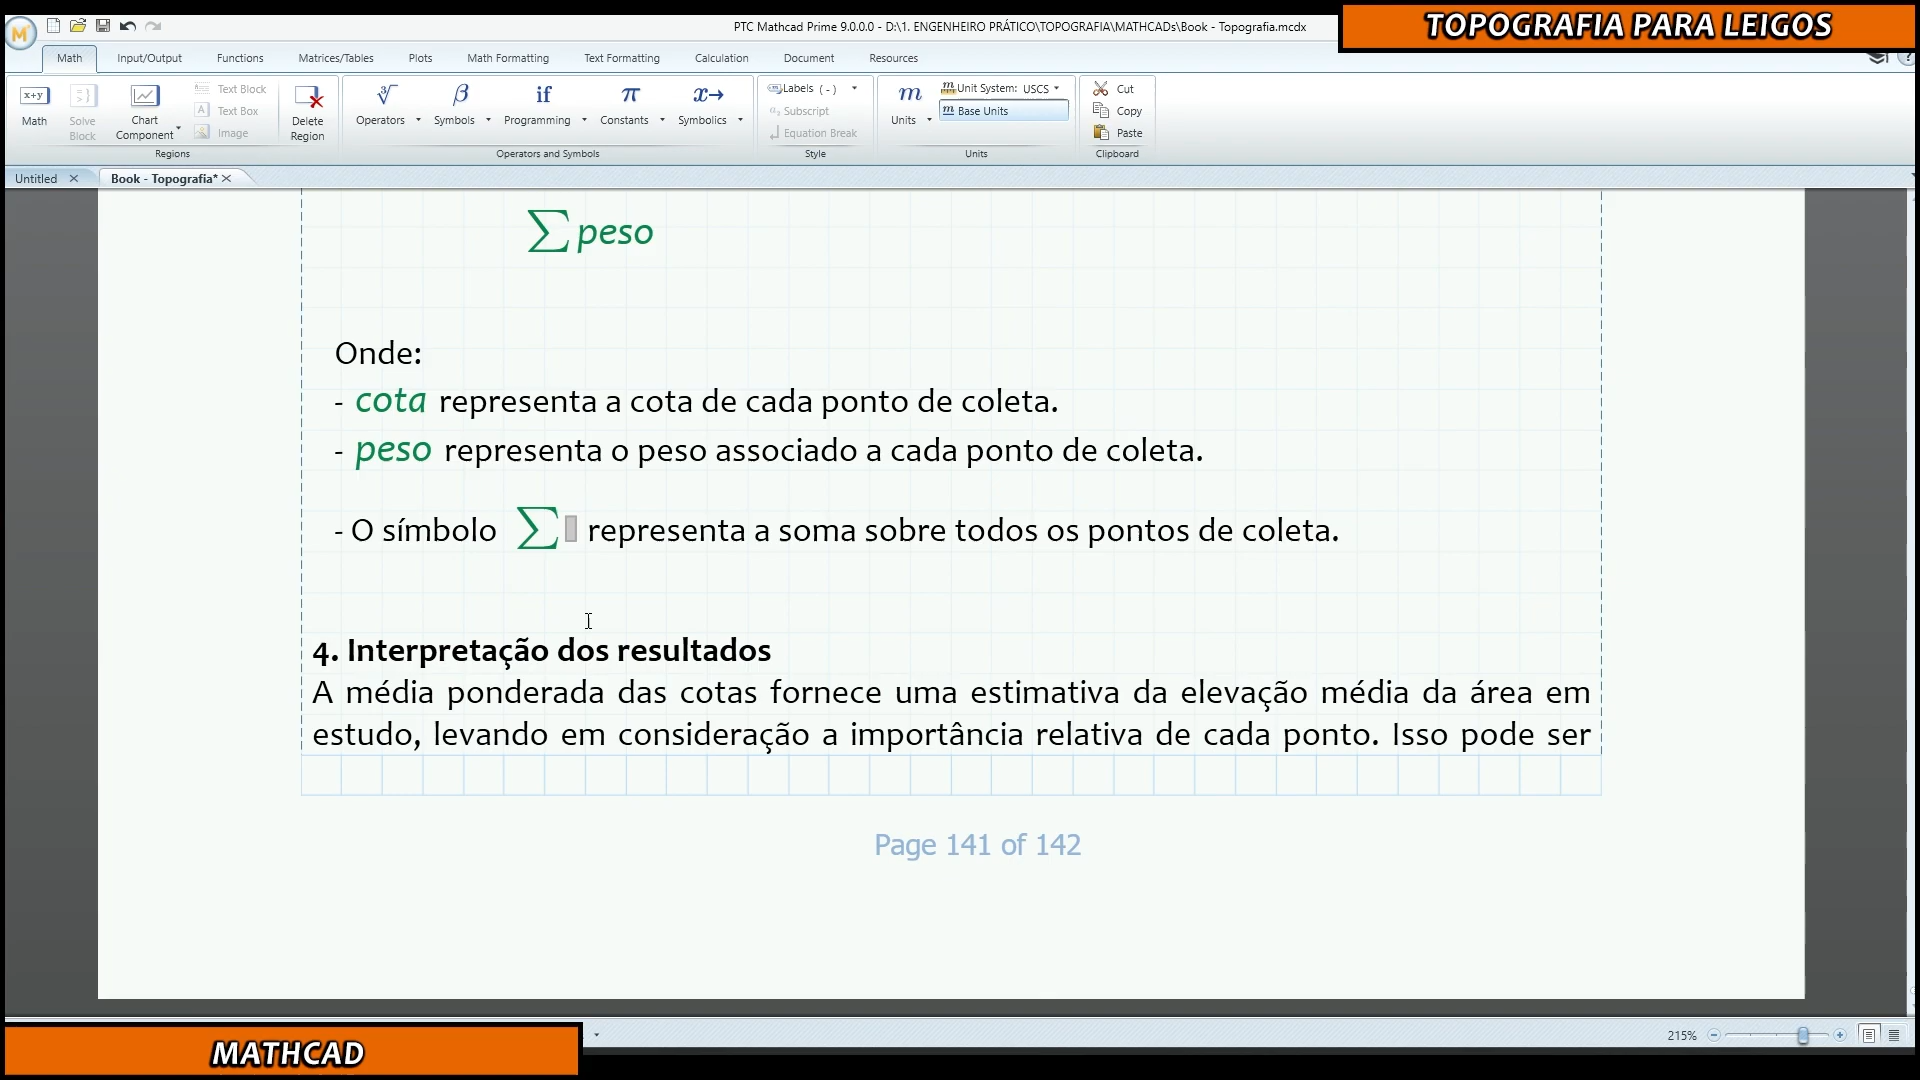 PTC Mathcad Prime 9.0.0.0 - D:\1. ENGENHEIRO PRÁTICO\TOPOGRAFIA\MATHCADs\Book - Topografia.mcdx
TOPOGRAFIA PARA LEIGOS
Math Input/Output Functions Matrices/Tables Plots Math Formatting Text Formatting Calculation Document Resources
Math
Solve Block
Chart Component
Text Block
Text Box
Image
Delete Region
Regions
Operators
Symbols
if
Programming
π
Constants
Symbolics
Operators and Symbols
Labels ( - )
Subscript
Equation Break
Style
Units
Unit System: USCS
Base Units
Units
Cut
Copy
Paste
Clipboard
Untitled
Book - Topografia*
∑ peso
Onde:
- cota representa a cota de cada ponto de coleta.
- peso representa o peso associado a cada ponto de coleta.
- O símbolo ∑ representa a soma sobre todos os pontos de coleta.
4. Interpretação dos resultados
A média ponderada das cotas fornece uma estimativa da elevação média da área em
estudo, levando em consideração a importância relativa de cada ponto. Isso pode ser
Page 141 of 142
215%
MATHCAD